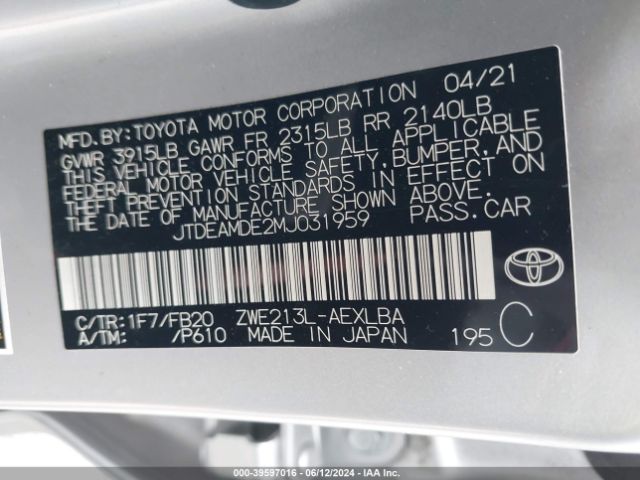 MFD.BY:TOYOTA MOTOR CORPORATION 04/21
GVWR 3915LB GAWR FR 2315LB RR 2140LB
THIS VEHICLE CONFORMS TO ALL APPLICABLE
FEDERAL MOTOR VEHICLE SAFETY,BUMPER,AND
THEFT PREVENTION STANDARDS IN EFFECT ON
THE DATE OF MANUFACTURE SHOWN ABOVE.
JTDEAMDE2MJ031959 PASS.CAR
C/TR:1F7/FB20 ZWE213L-AEXLBA
A/TM: /P610 MADE IN JAPAN 195 C
000-39597016 - 06/12/2024 - IAA Inc.